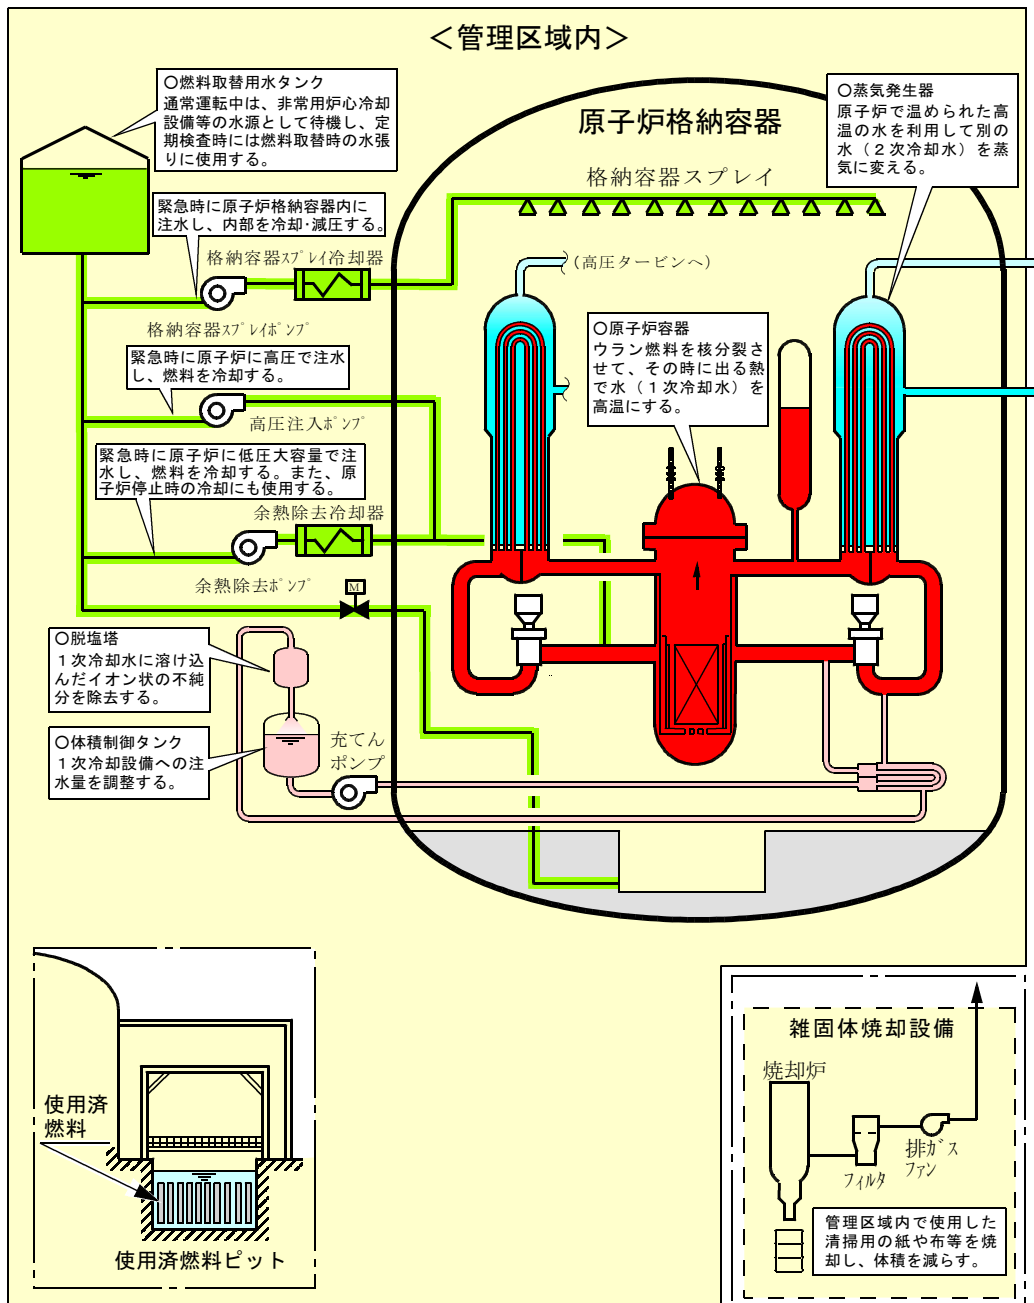 ＜管理区域内＞
○燃料取替用水タンク
通常運転中は、非常用炉心冷却
設備等の水源として待機し、定
期検査時には燃料取替時の水張
りに使用する。
○蒸気発生器
原子炉で温められた高
温の水を利用して別の
水（２次冷却水）を蒸
気に変える。
原子炉格納容器
格納容器スプレイ
緊急時に原子炉格納容器内に
注水し、内部を冷却･減圧する。
格納容器ｽﾌﾟﾚｲ冷却器
（高圧タービンへ）
格納容器ｽﾌﾟﾚｲﾎﾟﾝﾌﾟ
○原子炉容器
ウラン燃料を核分裂さ
せて、その時に出る熱
で水（１次冷却水）を
高温にする。
緊急時に原子炉に高圧で注水
し、燃料を冷却する。
高圧注入ﾎﾟﾝﾌﾟ
緊急時に原子炉に低圧大容量で注
水し、燃料を冷却する。また、原
子炉停止時の冷却にも使用する。
余熱除去冷却器
余熱除去ﾎﾟﾝﾌﾟ
M
○脱塩塔
１次冷却水に溶け込
んだイオン状の不純
分を除去する。
○体積制御タンク
１次冷却設備への注
水量を調整する。
充てん
ポンプ
使用済
燃料
使用済燃料ピット
雑固体焼却設備
焼却炉
フィルタ
排ｶﾞｽ
ファン
管理区域内で使用した
清掃用の紙や布等を焼
却し、体積を減らす。